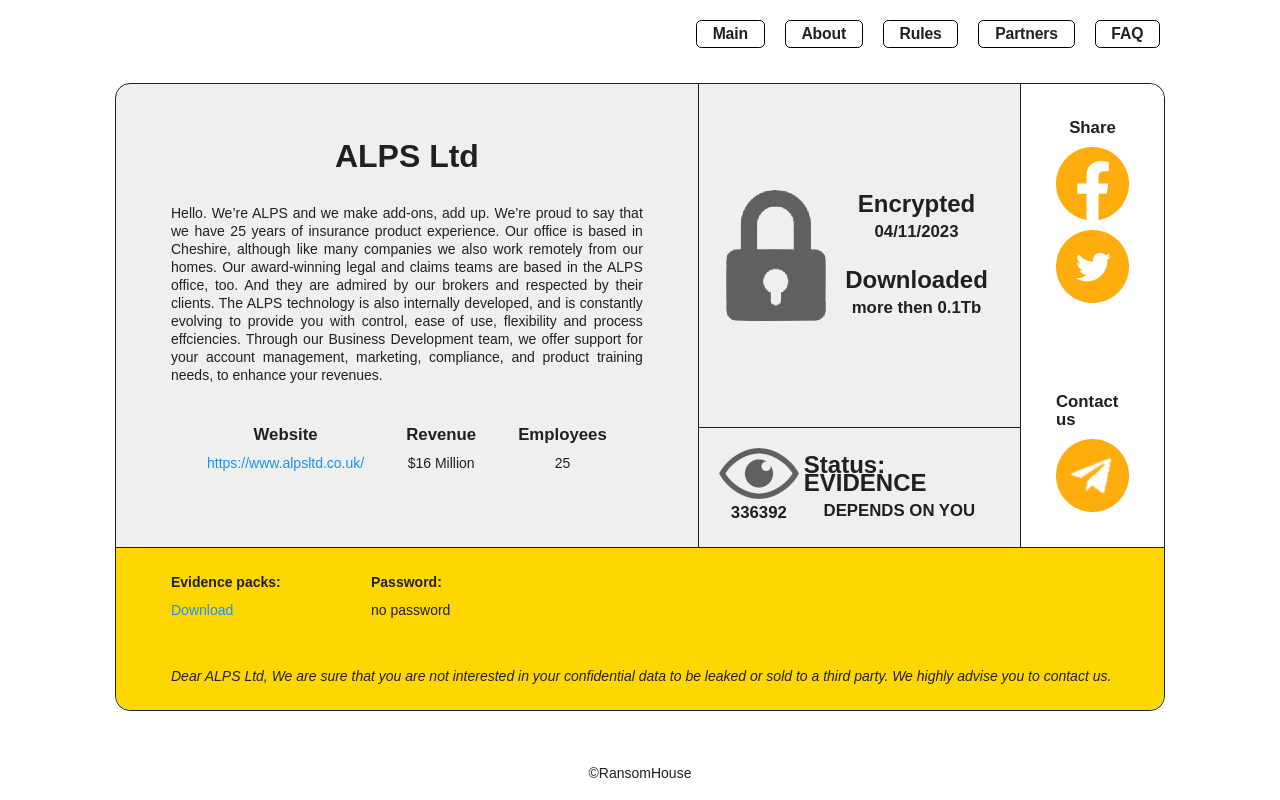 Main
About
Rules
Partners
FAQ
ALPS Ltd
Hello. We’re ALPS and we make add-ons, add up. We’re proud to say that
we have 25 years of insurance product experience. Our office is based in
Cheshire, although like many companies we also work remotely from our
homes. Our award-winning legal and claims teams are based in the ALPS
office, too. And they are admired by our brokers and respected by their
clients. The ALPS technology is also internally developed, and is constantly
evolving to provide you with control, ease of use, flexibility and process
effciencies. Through our Business Development team, we offer support for
your account management, marketing, compliance, and product training
needs, to enhance your revenues.
Website
https://www.alpsltd.co.uk/
Revenue
$16 Million
Employees
25
Encrypted
04/11/2023
Downloaded
more then 0.1Tb
336392
Status:
EVIDENCE
DEPENDS ON YOU
Share
Contact
us
Evidence packs:
Download
Password:
no password
Dear ALPS Ltd, We are sure that you are not interested in your confidential data to be leaked or sold to a third party. We highly advise you to contact us.
©RansomHouse